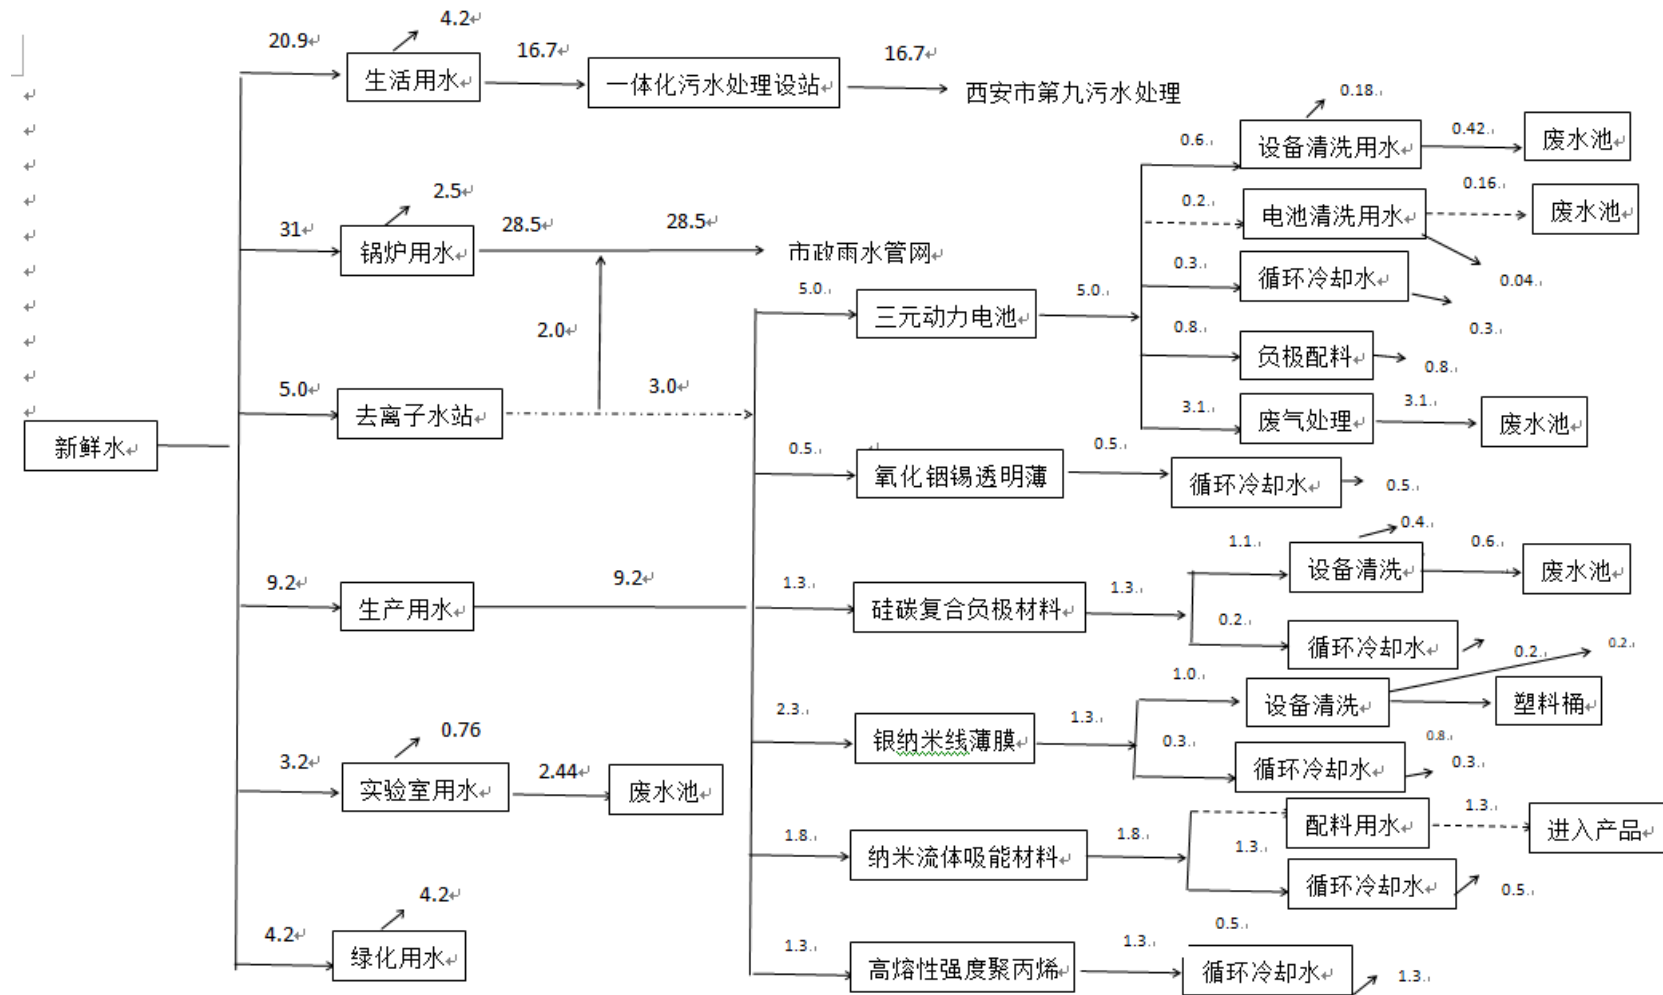 4.2
20.9
16.7
16.7
生活用水
一体化污水处理设站
西安市第九污水处理
0.18
0.6
设备清洗用水
0.42
废水池
2.5
31
锅炉用水
28.5
28.5
市政雨水管网
0.2
电池清洗用水
0.16
废水池
0.04
0.3
循环冷却水
0.3
5.0
三元动力电池
5.0
2.0
0.8
负极配料
0.8
5.0
去离子水站
3.0
3.1
废气处理
3.1
废水池
新鲜水
0.5
氧化铟锡透明薄
0.5
循环冷却水
0.5
0.4
1.1
设备清洗
0.6
废水池
9.2
生产用水
9.2
1.3
硅碳复合负极材料
1.3
0.2
循环冷却水
0.2
0.2
1.0
设备清洗
塑料桶
2.3
银纳米线薄膜
1.3
0.8
0.3
循环冷却水
0.3
0.76
3.2
实验室用水
2.44
废水池
配料用水
1.3
进入产品
1.8
纳米流体吸能材料
1.8
1.3
循环冷却水
0.5
4.2
4.2
绿化用水
0.5
1.3
高熔性强度聚丙烯
1.3
循环冷却水
1.3